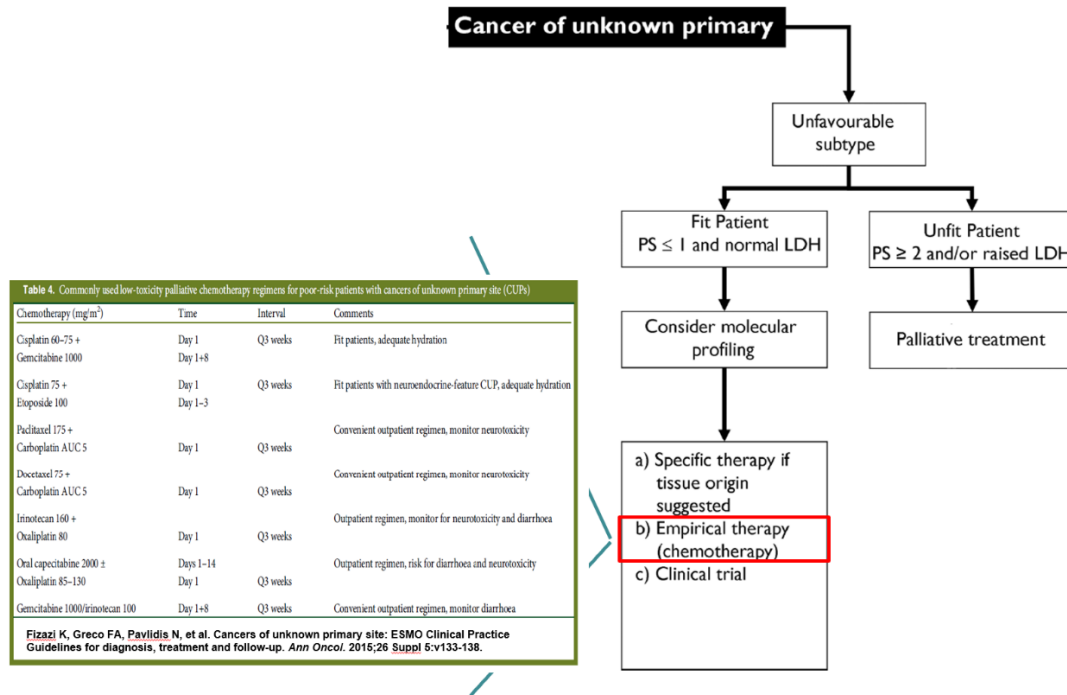 Cancer of unknown primary
Unfavourable
subtype
Fit Patient
PS ≤ 1 and normal LDH
Unfit Patient
PS ≥ 2 and/or raised LDH
Consider molecular
profiling
Palliative treatment
a) Specific therapy if
tissue origin
suggested
b) Empirical therapy
(chemotherapy)
c) Clinical trial
Table 4. Commonly used low-toxicity palliative chemotherapy regimens for poor-risk patients with cancers of unknown primary site (CUPs)
Chemotherapy (mg/m²) Time Interval Comments
Cisplatin 60–75 + Day 1 Q3 weeks Fit patients, adequate hydration
Gemcitabine 1000 Day 1+8
Cisplatin 75 + Day 1 Q3 weeks Fit patients with neuroendocrine-feature CUP, adequate hydration
Etoposide 100 Day 1–3
Paclitaxel 175 + Convenient outpatient regimen, monitor neurotoxicity
Carboplatin AUC 5 Day 1 Q3 weeks
Docetaxel 75 + Convenient outpatient regimen, monitor neurotoxicity
Carboplatin AUC 5 Day 1 Q3 weeks
Irinotecan 160 + Outpatient regimen, monitor for neurotoxicity and diarrhoea
Oxaliplatin 80 Day 1 Q3 weeks
Oral capecitabine 2000 ± Days 1–14 Outpatient regimen, risk for diarrhoea and neurotoxicity
Oxaliplatin 85–130 Day 1 Q3 weeks
Gemcitabine 1000/irinotecan 100 Day 1+8 Q3 weeks Convenient outpatient regimen, monitor diarrhoea
Fizazi K, Greco FA, Pavlidis N, et al. Cancers of unknown primary site: ESMO Clinical Practice
Guidelines for diagnosis, treatment and follow-up. Ann Oncol. 2015;26 Suppl 5:v133-138.